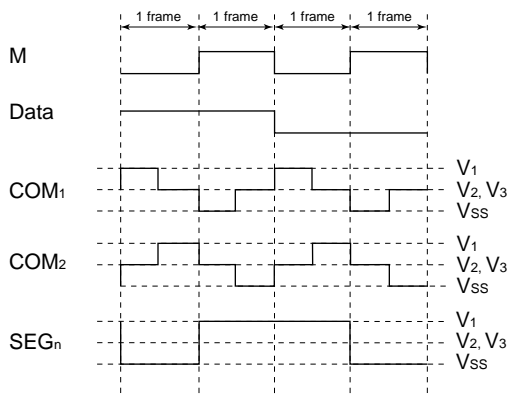 1 frame 1 frame 1 frame 1 frame
M
Data
V1
COM1 V2, V3
VSS
V1
COM2 V2, V3
VSS
V1
SEGn V2, V3
VSS